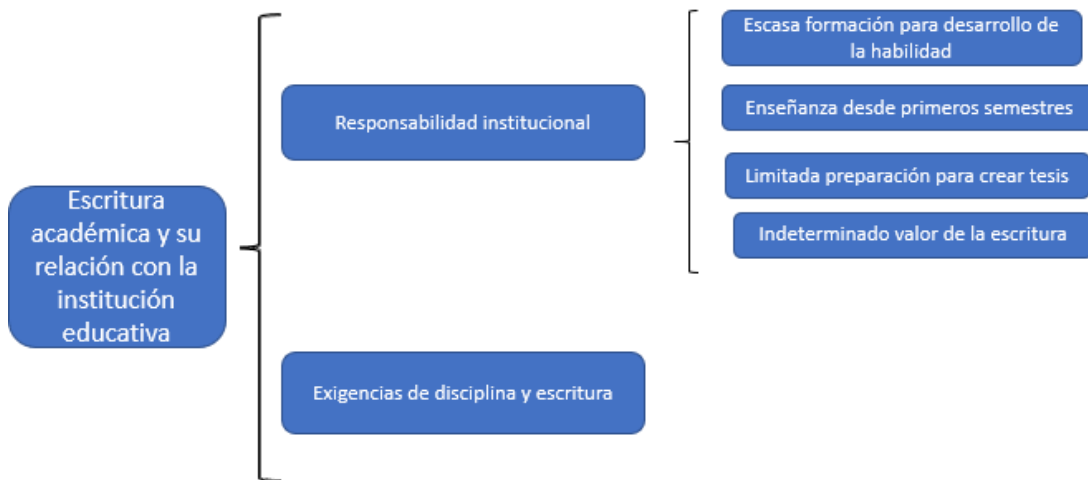 Escritura
académica y su
relación con la
institución
educativa
Responsabilidad institucional
Escasa formación para desarrollo de
la habilidad
Enseñanza desde primeros semestres
Limitada preparación para crear tesis
Indeterminado valor de la escritura
Exigencias de disciplina y escritura